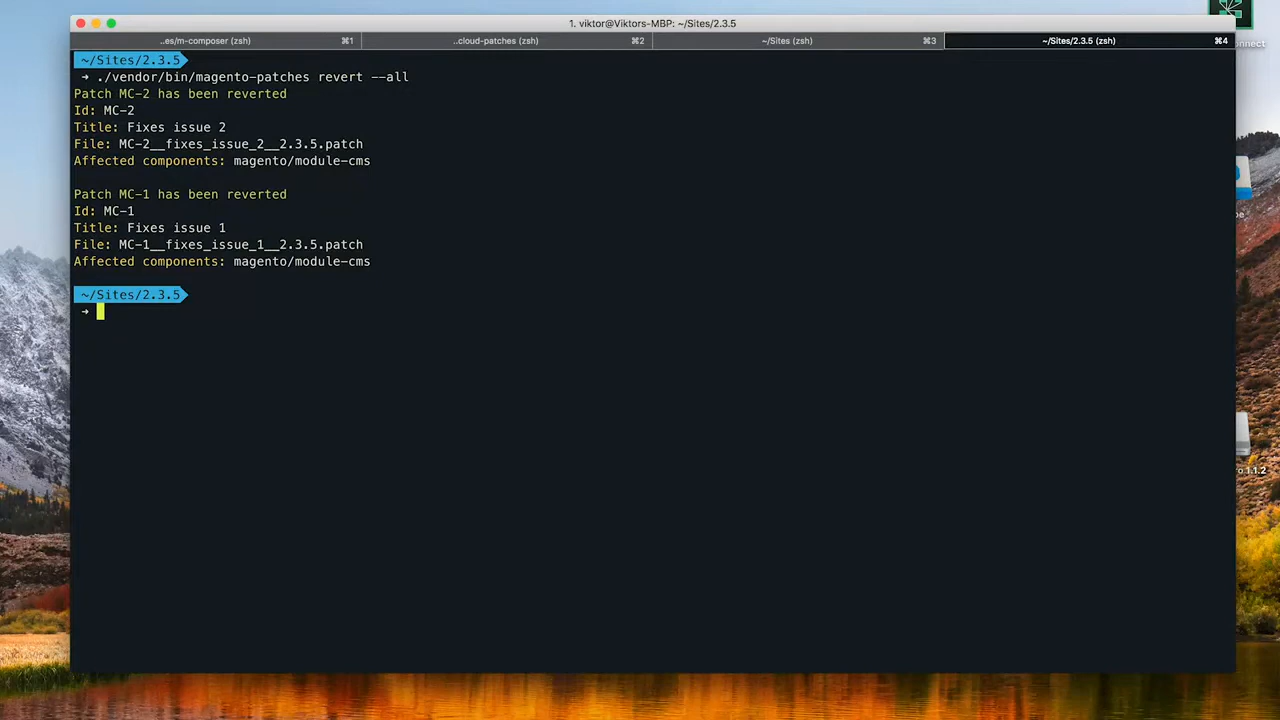 1. viktor@Viktors-MBP: ~/Sites/2.3.5
..es/m-composer (zsh) ⌘1 ..cloud-patches (zsh) ⌘2 ~/Sites (zsh) ⌘3 ~/Sites/2.3.5 (zsh) ⌘4
~/Sites/2.3.5
➜ ./vendor/bin/magento-patches revert --all
Patch MC-2 has been reverted
Id: MC-2
Title: Fixes issue 2
File: MC-2__fixes_issue_2__2.3.5.patch
Affected components: magento/module-cms
Patch MC-1 has been reverted
Id: MC-1
Title: Fixes issue 1
File: MC-1__fixes_issue_1__2.3.5.patch
Affected components: magento/module-cms
~/Sites/2.3.5
➜
1.1.2